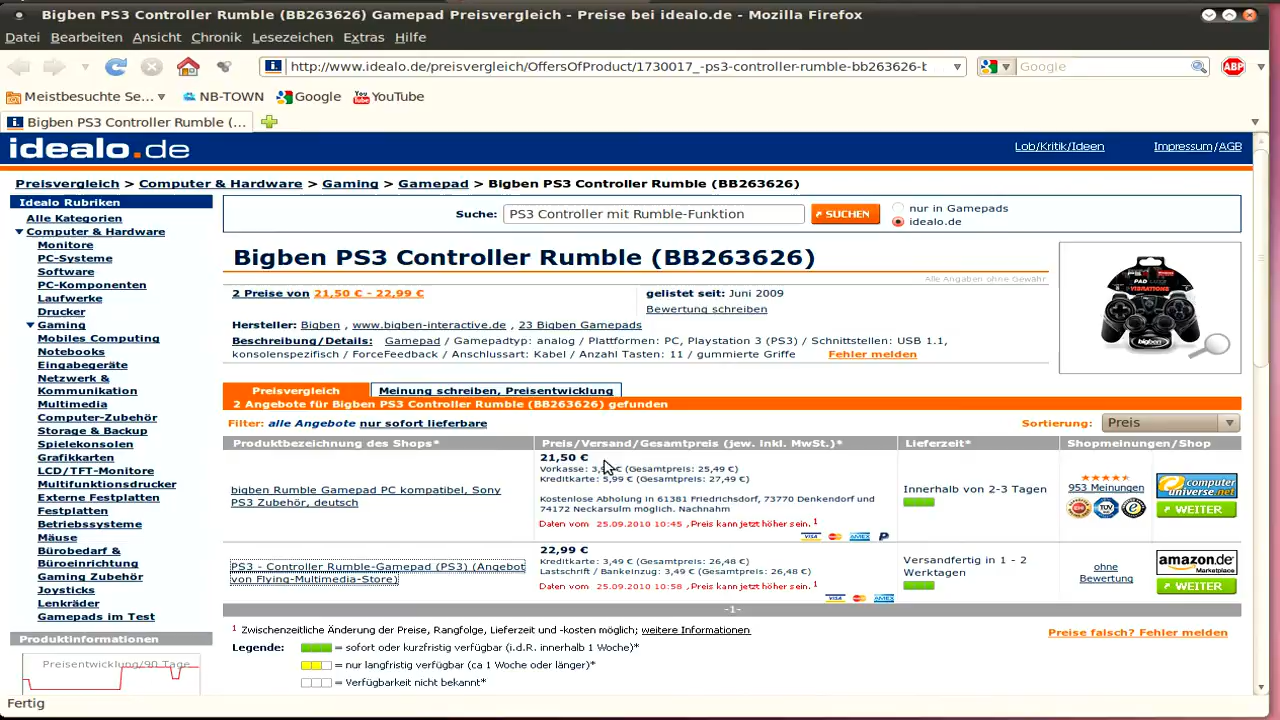 Bigben PS3 Controller Rumble (BB263626) Gamepad Preisvergleich - Preise bei idealo.de - Mozilla Firefox
Datei Bearbeiten Ansicht Chronik Lesezeichen Extras Hilfe
http://www.idealo.de/preisvergleich/OffersOfProduct/1730017_-ps3-controller-rumble-bb263626-b Google ABP
Meistbesuchte Se... NB-TOWN Google YouTube
Bigben PS3 Controller Rumble (...
idealo.de Lob/Kritik/Ideen Impressum/AGB
Preisvergleich > Computer & Hardware > Gaming > Gamepad > Bigben PS3 Controller Rumble (BB263626)
Idealo Rubriken
Alle Kategorien
Computer & Hardware
Monitore
PC-Systeme
Software
PC-Komponenten
Laufwerke
Drucker
Gaming
Mobiles Computing
Notebooks
Eingabegeräte
Netzwerk &
Kommunikation
Multimedia
Computer-Zubehör
Storage & Backup
Spielekonsolen
Grafikkarten
LCD/TFT-Monitore
Multifunktionsdrucker
Externe Festplatten
Festplatten
Betriebssysteme
Mäuse
Bürobedarf &
Büroeinrichtung
Gaming Zubehör
Joysticks
Lenkräder
Gamepads im Test
Produktinformationen
Preisentwicklung/90 Tage
Suche: PS3 Controller mit Rumble-Funktion SUCHEN nur in Gamepads
idealo.de
Bigben PS3 Controller Rumble (BB263626)
Alle Angaben ohne Gewähr
2 Preise von 21,50 € - 22,99 € gelistet seit: Juni 2009
Bewertung schreiben
Hersteller: Bigben , www.bigben-interactive.de , 23 Bigben Gamepads
Beschreibung/Details: Gamepad / Gamepadtyp: analog / Plattformen: PC, Playstation 3 (PS3) / Schnittstellen: USB 1.1,
konsolenspezifisch / ForceFeedback / Anschlussart: Kabel / Anzahl Tasten: 11 / gummierte Griffe Fehler melden
Preisvergleich Meinung schreiben, Preisentwicklung
2 Angebote für Bigben PS3 Controller Rumble (BB263626) gefunden
Filter: alle Angebote nur sofort lieferbare Sortierung: Preis
Produktbezeichnung des Shops* Preis/Versand/Gesamtpreis (jew. inkl. MwSt.)* Lieferzeit* Shopmeinungen/Shop
bigben Rumble Gamepad PC kompatibel, Sony
PS3 Zubehör, deutsch
21,50 €
Vorkasse: 3, € (Gesamtpreis: 25,49 €)
Kreditkarte: 5,99 € (Gesamtpreis: 27,49 €)
Kostenlose Abholung in 61381 Friedrichsdorf, 73770 Denkendorf und
74172 Neckarsulm möglich. Nachnahm
Daten vom 25.09.2010 10:45 ,Preis kann jetzt höher sein. 1
VISA AMEX P
Innerhalb von 2-3 Tagen
953 Meinungen
TÜV e
computer
universe.net
WEITER
PS3 - Controller Rumble-Gamepad (PS3) (Angebot
von Flying-Multimedia-Store)
22,99 €
Kreditkarte: 3,49 € (Gesamtpreis: 26,48 €)
Lastschrift / Bankeinzug: 3,49 € (Gesamtpreis: 26,48 €)
Daten vom 25.09.2010 10:58 ,Preis kann jetzt höher sein. 1
VISA AMEX
Versandfertig in 1 - 2
Werktagen
ohne
Bewertung
amazon.de
Marketplace
WEITER
-1-
1 Zwischenzeitliche Änderung der Preise, Rangfolge, Lieferzeit und -kosten möglich; weitere Informationen
Preise falsch? Fehler melden
Legende: = sofort oder kurzfristig verfügbar (i.d.R. innerhalb 1 Woche)*
= nur langfristig verfügbar (ca 1 Woche oder länger)*
= Verfügbarkeit nicht bekannt*
Fertig